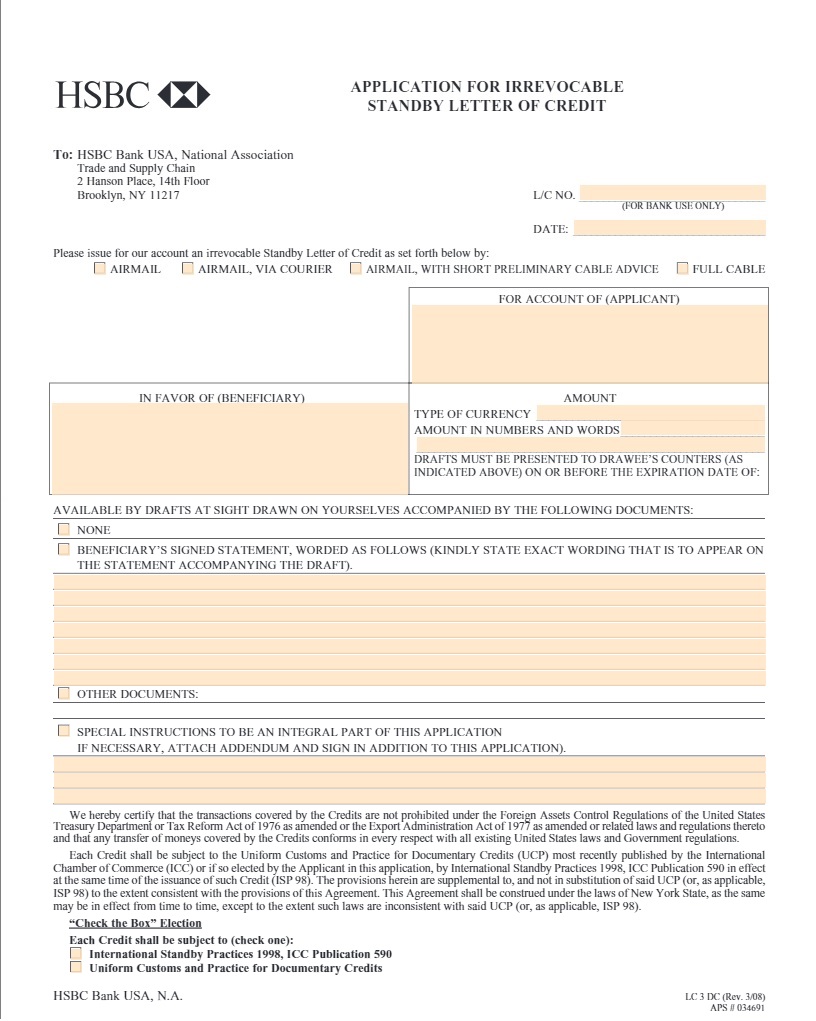 HSBC
APPLICATION FOR IRREVOCABLE
STANDBY LETTER OF CREDIT
To: HSBC Bank USA, National Association
Trade and Supply Chain
2 Hanson Place, 14th Floor
Brooklyn, NY 11217
L/C NO.
(FOR BANK USE ONLY)
DATE:
Please issue for our account an irrevocable Standby Letter of Credit as set forth below by:
AIRMAIL AIRMAIL, VIA COURIER AIRMAIL, WITH SHORT PRELIMINARY CABLE ADVICE FULL CABLE
FOR ACCOUNT OF (APPLICANT)
IN FAVOR OF (BENEFICIARY)
AMOUNT
TYPE OF CURRENCY
AMOUNT IN NUMBERS AND WORDS
DRAFTS MUST BE PRESENTED TO DRAWEE'S COUNTERS (AS
INDICATED ABOVE) ON OR BEFORE THE EXPIRATION DATE OF:
AVAILABLE BY DRAFTS AT SIGHT DRAWN ON YOURSELVES ACCOMPANIED BY THE FOLLOWING DOCUMENTS:
NONE
BENEFICIARY'S SIGNED STATEMENT, WORDED AS FOLLOWS (KINDLY STATE EXACT WORDING THAT IS TO APPEAR ON
THE STATEMENT ACCOMPANYING THE DRAFT).
OTHER DOCUMENTS:
SPECIAL INSTRUCTIONS TO BE AN INTEGRAL PART OF THIS APPLICATION
IF NECESSARY, ATTACH ADDENDUM AND SIGN IN ADDITION TO THIS APPLICATION).
We hereby certify that the transactions covered by the Credits are not prohibited under the Foreign Assets Control Regulations of the United States
Treasury Department or Tax Reform Act of 1976 as amended or the Export Administration Act of 1977 as amended or related laws and regulations thereto
and that any transfer of moneys covered by the Credits conforms in every respect with all existing United States laws and Government regulations.
Each Credit shall be subject to the Uniform Customs and Practice for Documentary Credits (UCP) most recently published by the International
Chamber of Commerce (ICC) or if so elected by the Applicant in this application, by International Standby Practices 1998, ICC Publication 590 in effect
at the same time of the issuance of such Credit (ISP 98). The provisions herein are supplemental to, and not in substitution of said UCP (or, as applicable,
ISP 98) to the extent consistent with the provisions of this Agreement. This Agreement shall be construed under the laws of New York State, as the same
may be in effect from time to time, except to the extent such laws are inconsistent with said UCP (or, as applicable, ISP 98).
“Check the Box” Election
Each Credit shall be subject to (check one):
International Standby Practices 1998, ICC Publication 590
Uniform Customs and Practice for Documentary Credits
HSBC Bank USA, N.A.
LC 3 DC (Rev. 3/08)
APS # 034691